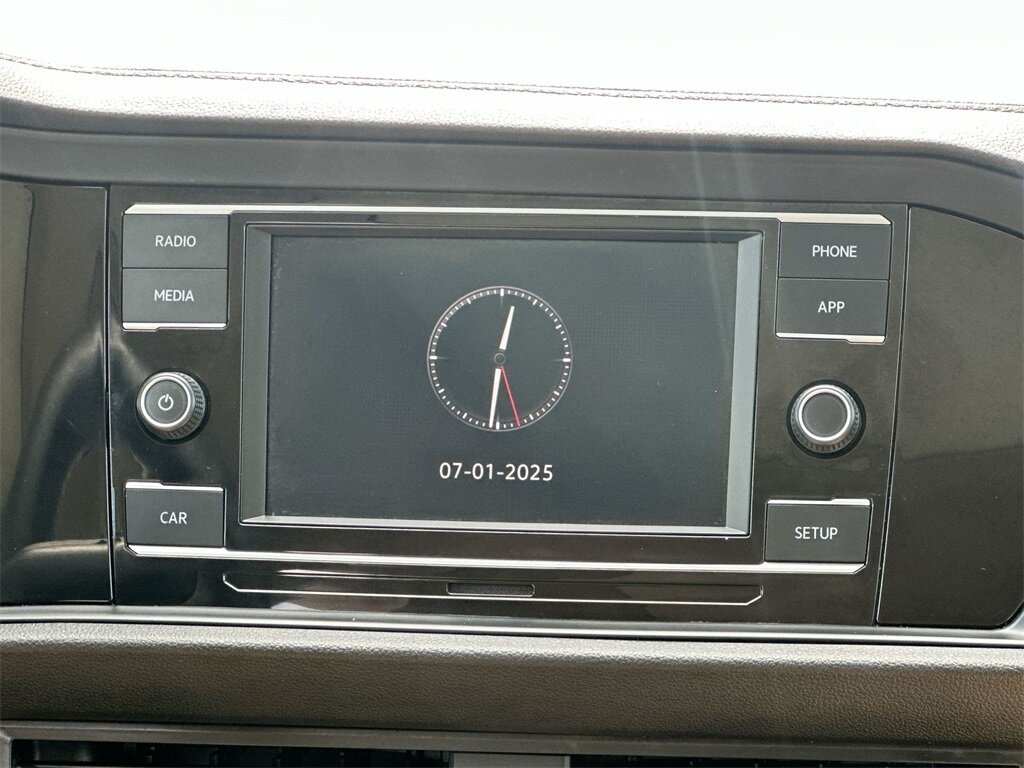 RADIO
MEDIA
PHONE
APP
07-01-2025
CAR
SETUP